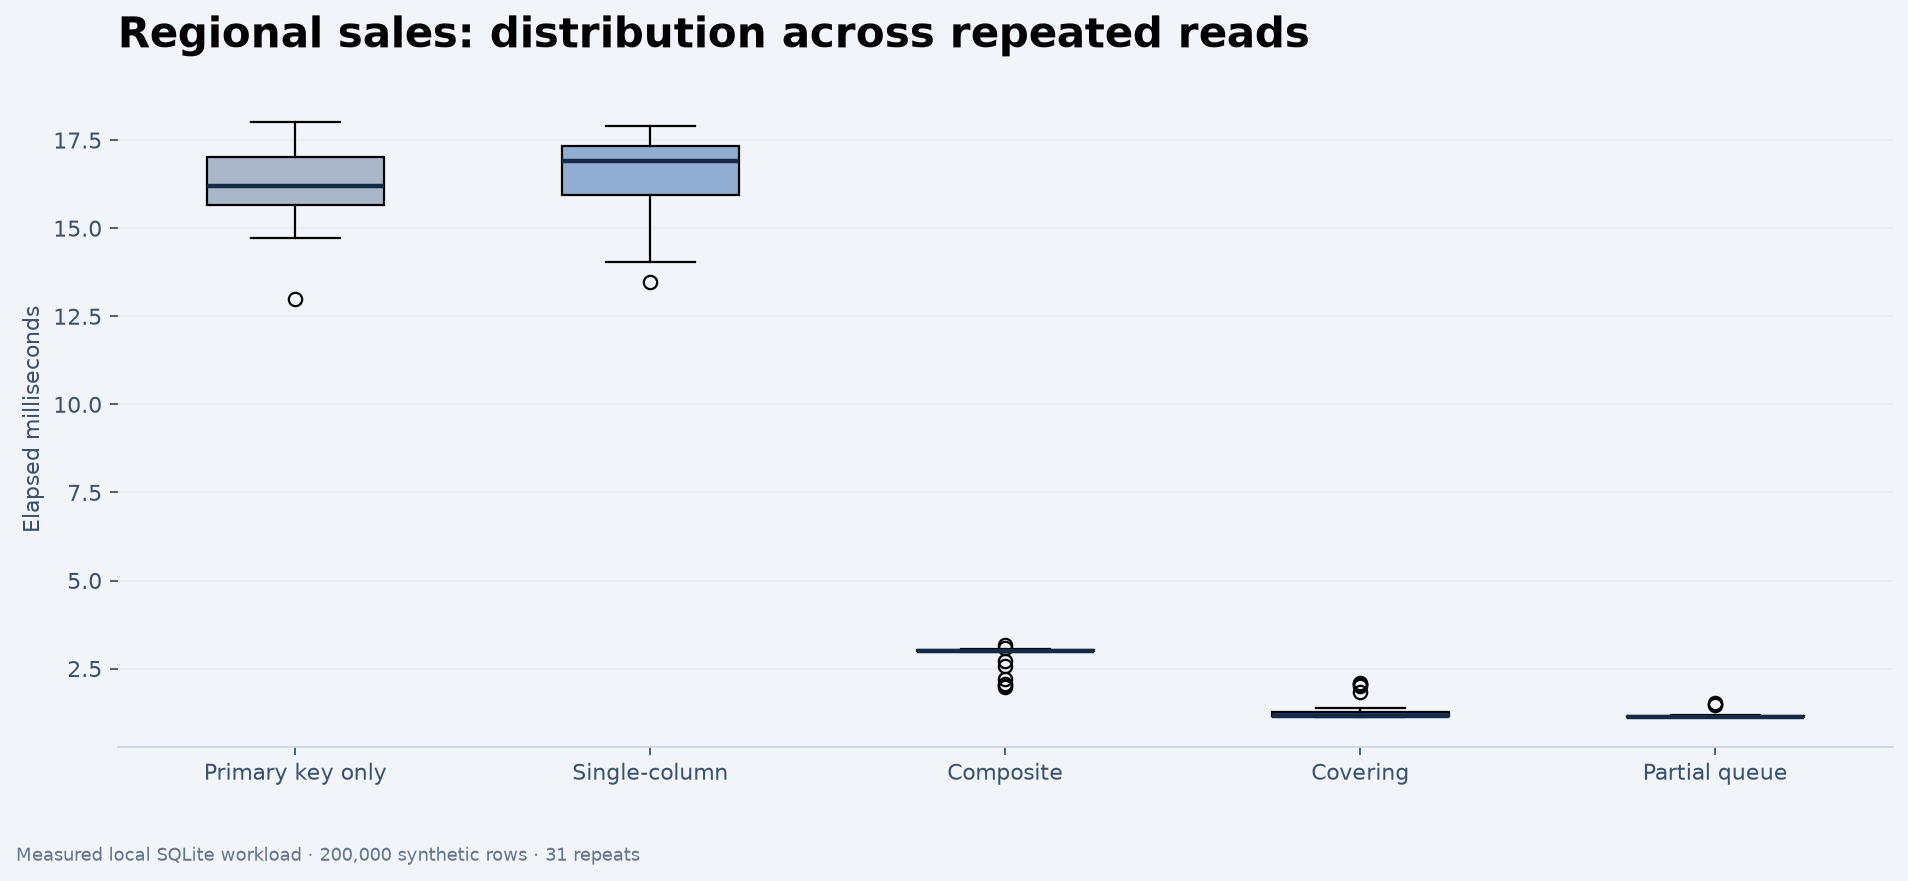 Regional sales: distribution across repeated reads
Elapsed milliseconds
17.5
15.0
12.5
10.0
7.5
5.0
2.5
Primary key only
Single-column
Composite
Covering
Partial queue
Measured local SQLite workload · 200,000 synthetic rows · 31 repeats